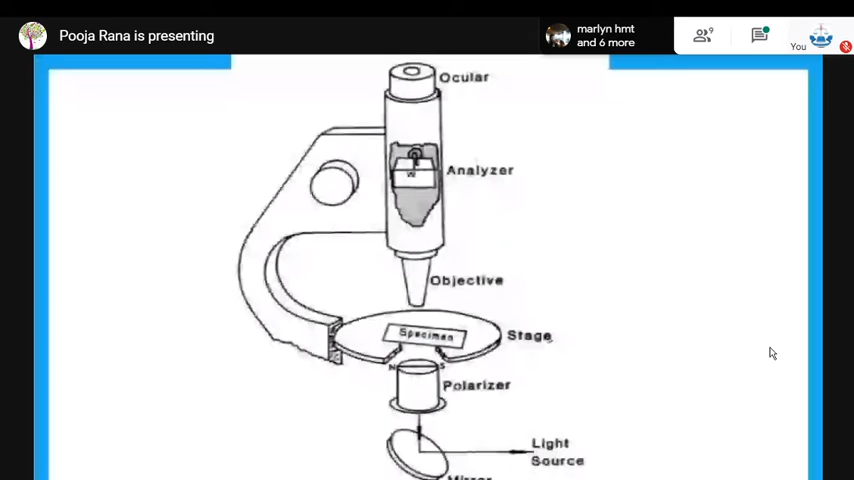 Pooja Rana is presenting
marlyn hmt
and 6 more
9
You
Ocular
E
W
Analyzer
Objective
Specimen
Stage
N
S
Polarizer
Light
Source
Mirror